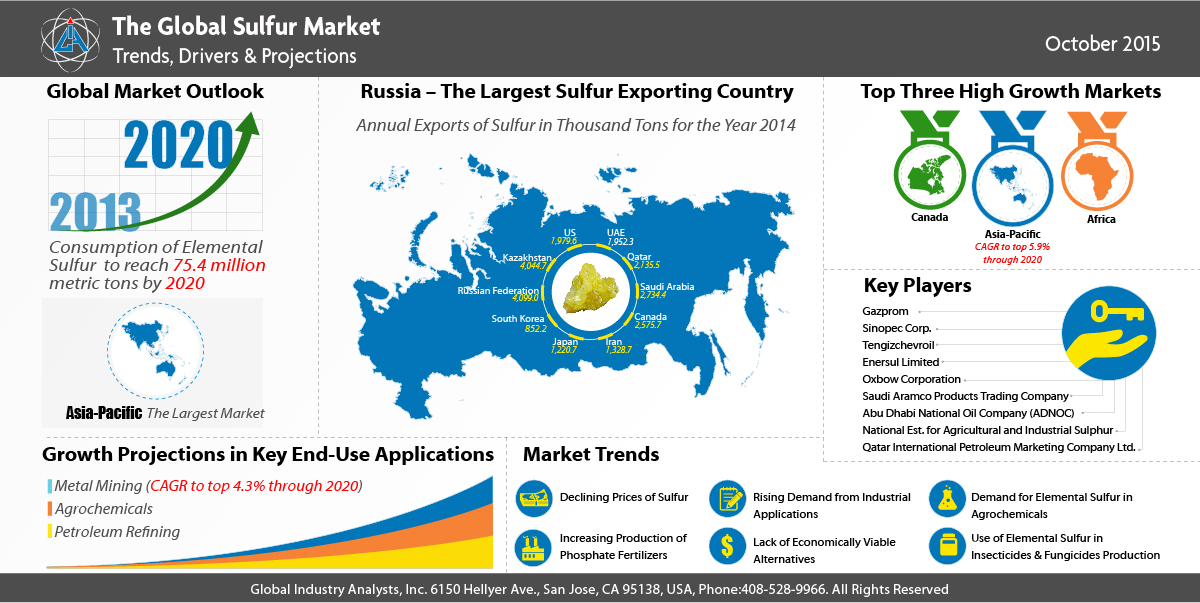 The Global Sulfur Market
Trends, Drivers & Projections
October 2015
Global Market Outlook
2020
2013
Consumption of Elemental
Sulfur to reach 75.4 million
metric tons by 2020
Asia-Pacific The Largest Market
Russia – The Largest Sulfur Exporting Country
Annual Exports of Sulfur in Thousand Tons for the Year 2014
US
1,979.6
UAE
1,952.3
Kazakhstan
4,044.7
Qatar
2,135.5
Russian Federation
4,099.0
Saudi Arabia
2,734.4
South Korea
852.2
Canada
2,575.7
Japan
1,220.7
Iran
1,328.7
Top Three High Growth Markets
Canada
Asia-Pacific
CAGR to top 5.9%
through 2020
Africa
Key Players
Gazprom
Sinopec Corp.
Tengizchevroil
Enersul Limited
Oxbow Corporation
Saudi Aramco Products Trading Company
Abu Dhabi National Oil Company (ADNOC)
National Est. for Agricultural and Industrial Sulphur
Qatar International Petroleum Marketing Company Ltd.
Growth Projections in Key End-Use Applications
Metal Mining (CAGR to top 4.3% through 2020)
Agrochemicals
Petroleum Refining
Market Trends
Declining Prices of Sulfur
Increasing Production of
Phosphate Fertilizers
Rising Demand from Industrial
Applications
$
Lack of Economically Viable
Alternatives
Demand for Elemental Sulfur in
Agrochemicals
Use of Elemental Sulfur in
Insecticides & Fungicides Production
Global Industry Analysts, Inc. 6150 Hellyer Ave., San Jose, CA 95138, USA, Phone:408-528-9966. All Rights Reserved